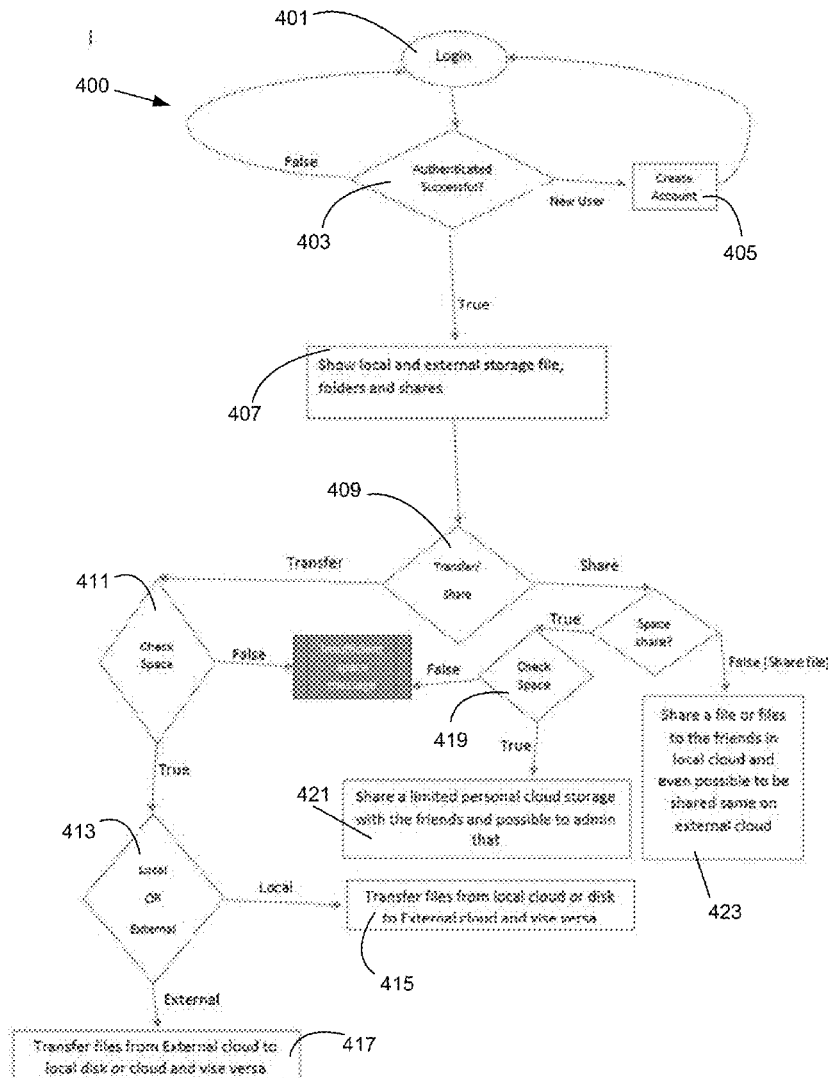 401
Login
400
False
Authenticated
Successful?
New User
Create
Account
403
405
True
Show local and external storage file,
folders and shares
407
409
Transfer
Transfer/
Share
Share
411
Check
Space
False
True
Space
share?
False
Check
Space
419
False (Share file)
True
True
Share a file or files
to the friends in
local cloud and
even possible to be
shared same on
external cloud
421
Share a limited personal cloud storage
with the friends and possible to admin
that
413
Local
OR
External
Local
Transfer files from local cloud or disk
to External cloud and vise versa
423
415
External
Transfer files from External cloud to
local disk or cloud and vise versa
417